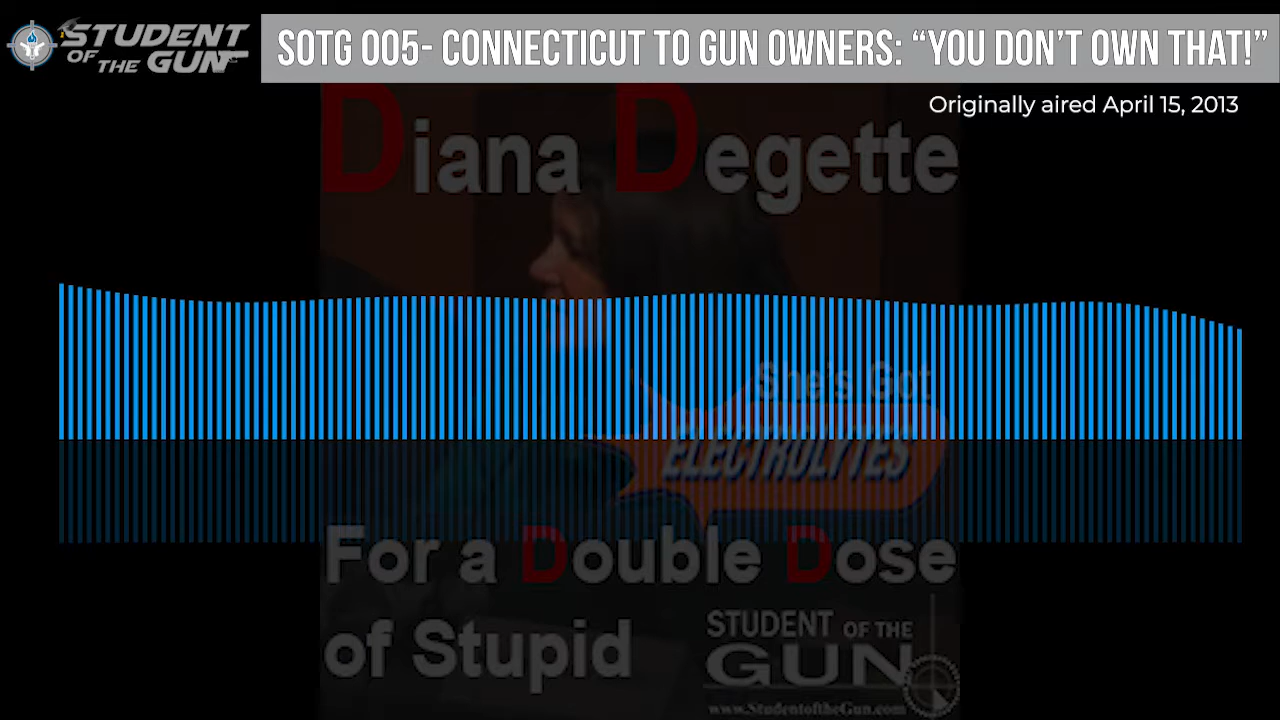 STUDENT
OF THE GUN
SOTG 005- CONNECTICUT TO GUN OWNERS: “YOU DON’T OWN THAT!”
Originally aired April 15, 2013
Diana Degette
She's Got
ELECTROLYTES
For a Double Dose
of Stupid
STUDENT OF THE
GUN
www.StudentoftheGun.com